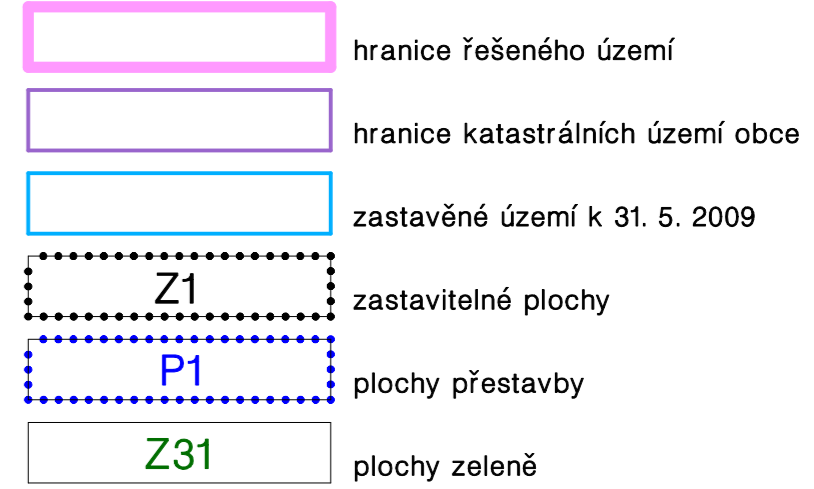 hranice řešeného území
hranice katastrálních území obce
zastavěné území k 31. 5. 2009
Z1 zastavitelné plochy
P1 plochy přestavby
Z31 plochy zeleně